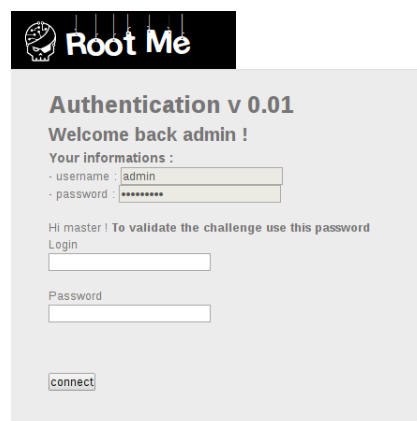 Root Me
Authentication v 0.01
Welcome back admin !
Your informations :
- username : admin
- password : •••••••••
Hi master ! To validate the challenge use this password
Login
Password
connect